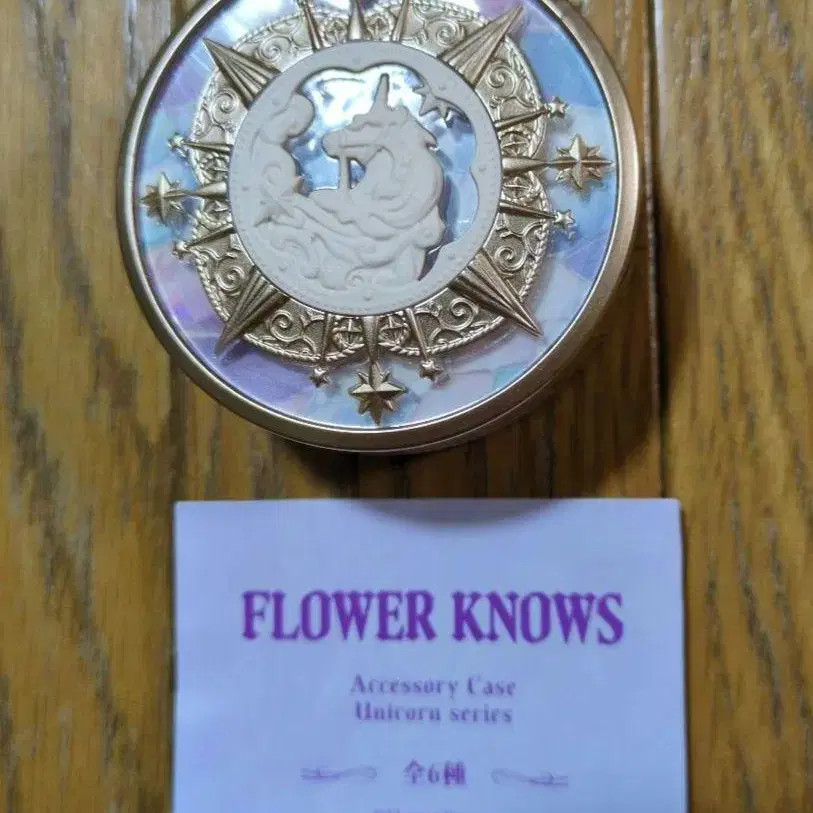 FLOWER KNOWS
Accessory Case
Unicorn series
全6種